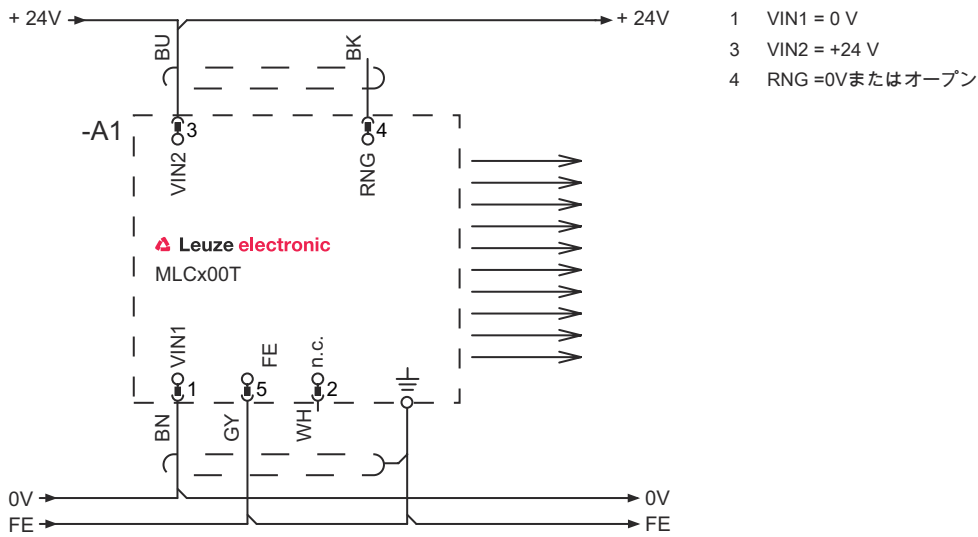 + 24V
+ 24V
1 VIN1 = 0 V
3 VIN2 = +24 V
4 RNG =0Vまたはオープン
BU
BK
-A1
3
4
VIN2
RNG
Leuze electronic
MLCx00T
VIN1
FE
n.c.
1
5
2
BN
GY
WH
0V
0V
FE
FE